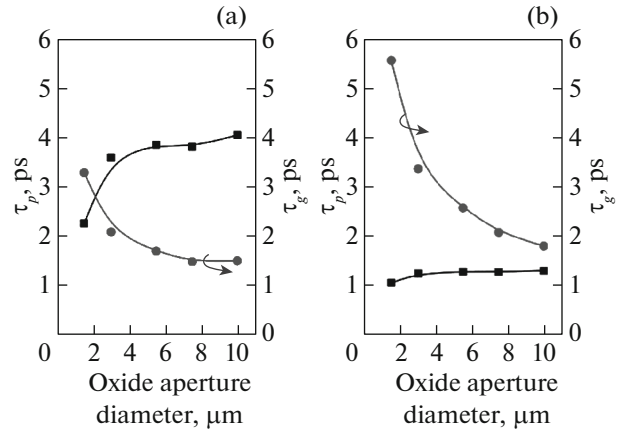 (a)
(b)
6 6 6 6
5 5 5 5
4 4 4 4
3 3 3 3
2 2 2 2
1 1 1 1
0 0
τp, ps
τg, ps
τp, ps
τg, ps
0 2 4 6 8 10
0 2 4 6 8 10
Oxide aperture
diameter, μm
Oxide aperture
diameter, μm